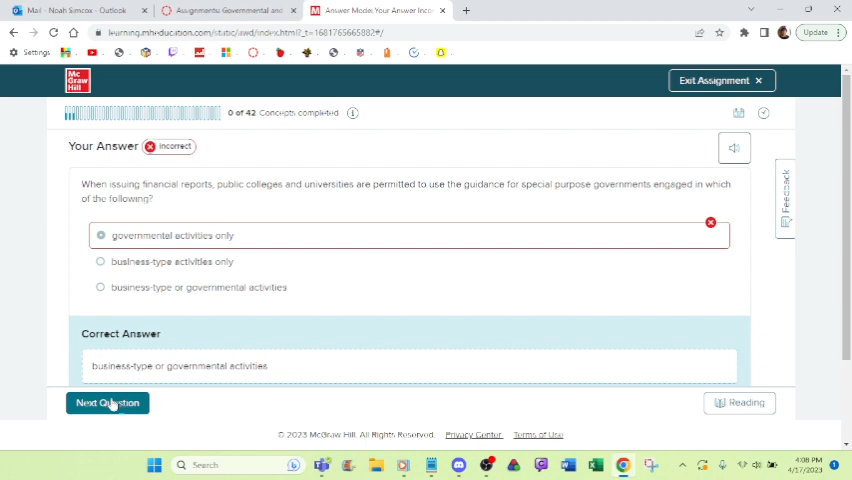 Mail - Noah Simcox - Outlook
Assignments: Governmental and
Answer Mode: Your Answer Inco
learning.mheducation.com/static/awd/index.html?_t=1681765665882#/
Update
Settings
Mc
Graw
Hill
Exit Assignment ×
0 of 42 Concepts completed
Your Answer incorrect
When issuing financial reports, public colleges and universities are permitted to use the guidance for special purpose governments engaged in which
of the following?
governmental activities only
business-type activities only
business-type or governmental activities
Feedback
Correct Answer
business-type or governmental activities
Next Question
Reading
© 2023 McGraw Hill. All Rights Reserved. Privacy Center Terms of Use
Search
4:08 PM
4/17/2023